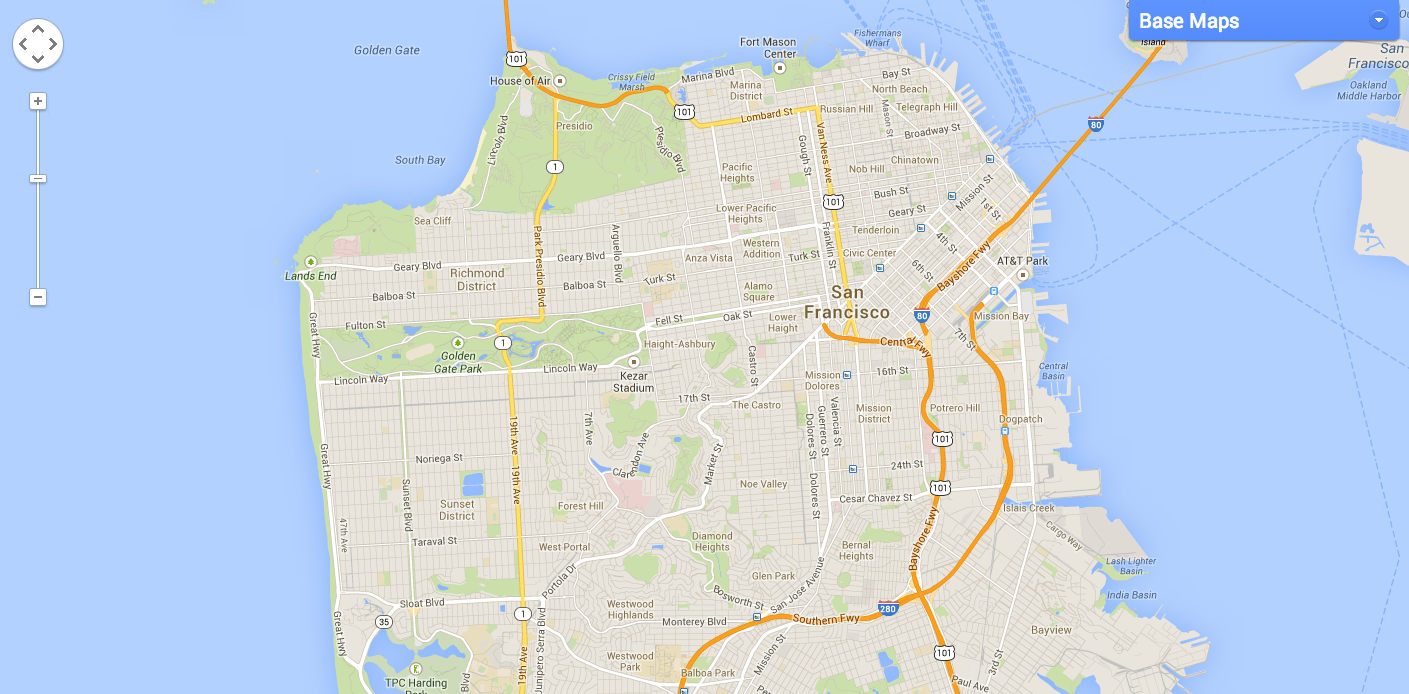 Base Maps
Golden Gate
Fort Mason
Center
Fishermans
Wharf
Island
San
Francisco
101
House of Air
Crissy Field
Marsh
Marina Blvd
Bay St
Oakland
Middle Harbor
Marina
District
North Beach
101
Lombard St
Russian Hill
Telegraph Hill
Mason St
80
Presidio
Lincoln Blvd
Presidio Blvd
Van Ness Ave
Gough St
Broadway St
South Bay
1
Pacific
Heights
Chinatown
Nob Hill
Bush St
Mission St
101
Sea Cliff
Lower Pacific
Heights
Geary St
1st St
Park Presidio Blvd
Arguello Blvd
Franklin St
Tenderloin
4th St
Western
Addition
Civic Center
Bayshore Fwy
Geary Blvd
Geary Blvd
Anza Vista
Turk St
6th St
AT&T Park
Lands End
Richmond
District
Turk St
Balboa St
Balboa St
Alamo
Square
San
Francisco
Great Hwy
Fulton St
Fell St
Oak St
Lower
Haight
80
Mission Bay
7th St
1
Golden
Gate Park
Haight-Ashbury
Central Fwy
Castro St
Lincoln Way
Lincoln Way
Kezar
Stadium
Mission
Dolores
16th St
Central
Basin
17th St
The Castro
Mission
District
Potrero Hill
Dogpatch
7th Ave
19th Ave
Guerrero St
Valencia St
Dolores St
101
Clarendon Ave
Market St
Great Hwy
Noriega St
19th Ave
24th St
Sunset Blvd
Noe Valley
Dolores St
101
Cesar Chavez St
Sunset
District
Forest Hill
Islais Creek
47th Ave
Taraval St
West Portal
Diamond
Heights
Bernal
Heights
Bayshore Fwy
Cargo Way
Lash Lighter
Basin
Portola Dr
Glen Park
San Jose Avenue
Bosworth St
India Basin
Sloat Blvd
1
Westwood
Highlands
280
35
Great Hwy
Monterey Blvd
Southern Fwy
Bayview
Junipero Serra Blvd
19th Ave
Westwood
Park
Mission St
101
3rd St
Balboa Park
TPC Harding
Paul Ave